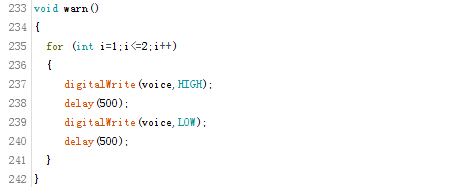 233 void warn()
234 {
235   for (int i=1;i<=2;i++)
236   {
237     digitalWrite(voice,HIGH);
238     delay(500);
239     digitalWrite(voice,LOW);
240     delay(500);
241   }
242 }